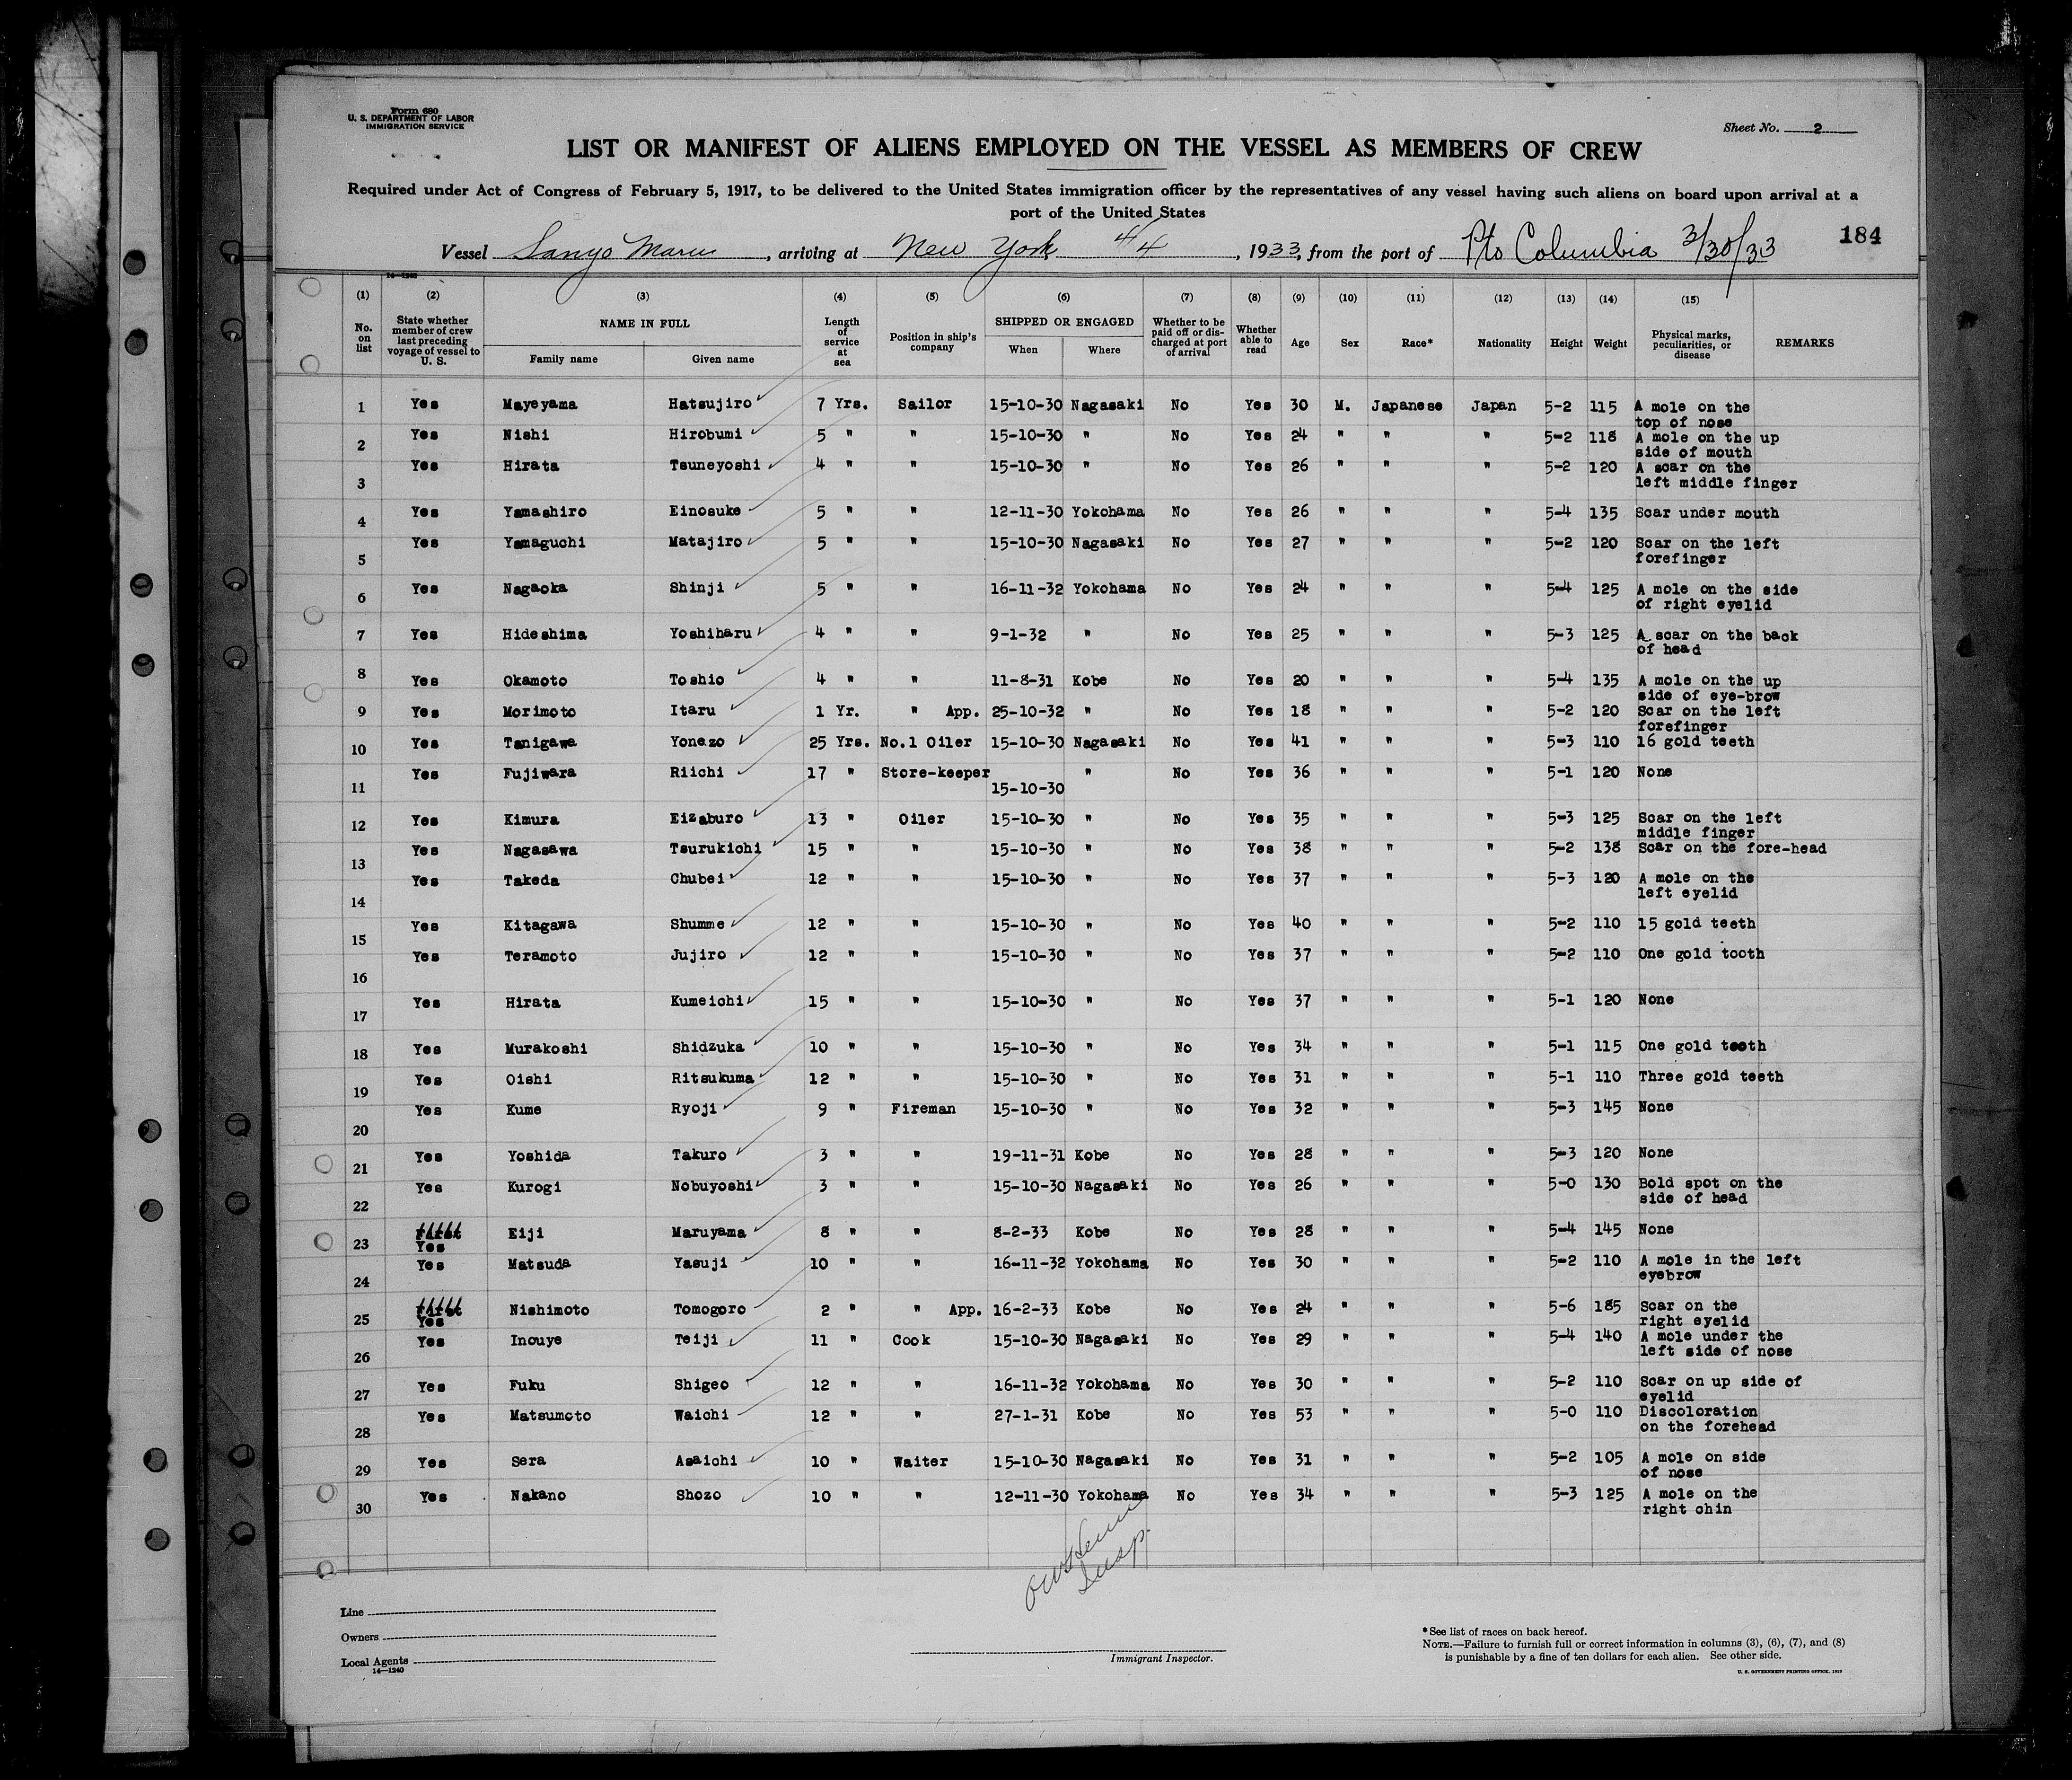 Form 680
U. S. DEPARTMENT OF LABOR
IMMIGRATION SERVICE
Sheet No. 2
LIST OR MANIFEST OF ALIENS EMPLOYED ON THE VESSEL AS MEMBERS OF CREW
Required under Act of Congress of February 5, 1917, to be delivered to the United States immigration officer by the representatives of any vessel having such aliens on board upon arrival at a
port of the United States
184
Vessel Sanyo Maru, arriving at New York 4/4, 1933, from the port of Pto Columbia 3/30/33
14—1240
(1) (2) (3) (4) (5) (6) (7) (8) (9) (10) (11) (12) (13) (14) (15)
No. on list State whether member of crew last preceding voyage of vessel to U. S. NAME IN FULL Family name Given name Length of service at sea Position in ship's company SHIPPED OR ENGAGED When Where Whether to be paid off or discharged at port of arrival Whether able to read Age Sex Race* Nationality Height Weight Physical marks, peculiarities, or disease REMARKS
1 Yes Mayeyama Hatsujiro 7 Yrs. Sailor 15-10-30 Nagasaki No Yes 30 M. Japanese Japan 5-2 115 A mole on the top of nose
2 Yes Nishi Hirobumi 5 " " 15-10-30 " No Yes 24 " " " 5-2 118 A mole on the up side of mouth
3 Yes Hirata Tsuneyoshi 4 " " 15-10-30 " No Yes 26 " " " 5-2 120 A scar on the left middle finger
4 Yes Yamashiro Einosuke 5 " " 12-11-30 Yokohama No Yes 26 " " " 5-4 135 Scar under mouth
5 Yes Yamaguchi Matajiro 5 " " 15-10-30 Nagasaki No Yes 27 " " " 5-2 120 Scar on the left forefinger
6 Yes Nagaoka Shinji 5 " " 16-11-32 Yokohama No Yes 24 " " " 5-4 125 A mole on the side of right eyelid
7 Yes Hideshima Yoshiharu 4 " " 9-1-32 " No Yes 25 " " " 5-3 125 A scar on the back of head
8 Yes Okamoto Toshio 4 " " 11-8-31 Kobe No Yes 20 " " " 5-4 135 A mole on the up side of eye-brow
9 Yes Morimoto Itaru 1 Yr. " App. 25-10-32 " No Yes 18 " " " 5-2 120 Scar on the left forefinger
10 Yes Tanigawa Yonezo 25 Yrs. No.1 Oiler 15-10-30 Nagasaki No Yes 41 " " " 5-3 110 16 gold teeth
11 Yes Fujiwara Riichi 17 " Store-keeper 15-10-30 " No Yes 36 " " " 5-1 120 None
12 Yes Kimura Eizaburo 13 " Oiler 15-10-30 " No Yes 35 " " " 5-3 125 Scar on the left middle finger
13 Yes Nagasawa Tsurukichi 15 " " 15-10-30 " No Yes 38 " " " 5-2 138 Scar on the fore-head
14 Yes Takeda Chubei 12 " " 15-10-30 " No Yes 37 " " " 5-3 120 A mole on the left eyelid
15 Yes Kitagawa Shumme 12 " " 15-10-30 " No Yes 40 " " " 5-2 110 15 gold teeth
16 Yes Teramoto Jujiro 12 " " 15-10-30 " No Yes 37 " " " 5-2 110 One gold tooth
17 Yes Hirata Kumeichi 15 " " 15-10-30 " No Yes 37 " " " 5-1 120 None
18 Yes Murakoshi Shidzuka 10 " " 15-10-30 " No Yes 34 " " " 5-1 115 One gold tooth
19 Yes Oishi Ritsukuma 12 " " 15-10-30 " No Yes 31 " " " 5-1 110 Three gold teeth
20 Yes Kume Ryoji 9 " Fireman 15-10-30 " No Yes 32 " " " 5-3 145 None
21 Yes Yoshida Takuro 3 " " 19-11-31 Kobe No Yes 28 " " " 5-3 120 None
22 Yes Kurogi Nobuyoshi 3 " " 15-10-30 Nagasaki No Yes 26 " " " 5-0 130 Bold spot on the side of head
23 Yes Eiji Maruyama 8 " " 8-2-33 Kobe No Yes 28 " " " 5-4 145 None
24 Yes Matsuda Yasuji 10 " " 16-11-32 Yokohama No Yes 30 " " " 5-2 110 A mole in the left eyebrow
25 Yes Nishimoto Tomogoro 2 " " App. 16-2-33 Kobe No Yes 24 " " " 5-6 185 Scar on the right eyelid
26 Yes Inouye Teiji 11 " Cook 15-10-30 Nagasaki No Yes 29 " " " 5-4 140 A mole under the left side of nose
27 Yes Fuku Shigeo 12 " " 16-11-32 Yokohama No Yes 30 " " " 5-2 110 Scar on up side of eyelid
28 Yes Matsumoto Waichi 12 " " 27-1-31 Kobe No Yes 53 " " " 5-0 110 Discoloration on the forehead
29 Yes Sera Asaichi 10 " Waiter 15-10-30 Nagasaki No Yes 31 " " " 5-2 105 A mole on side of nose
30 Yes Nakano Shozo 10 " " 12-11-30 Yokohama No Yes 34 " " " 5-3 125 A mole on the right chin
Insp.
Line
Owners
Local Agents
14—1240
Immigrant Inspector.
*See list of races on back hereof.
NOTE.—Failure to furnish full or correct information in columns (3), (6), (7), and (8)
is punishable by a fine of ten dollars for each alien. See other side.
U. S. GOVERNMENT PRINTING OFFICE. 1929